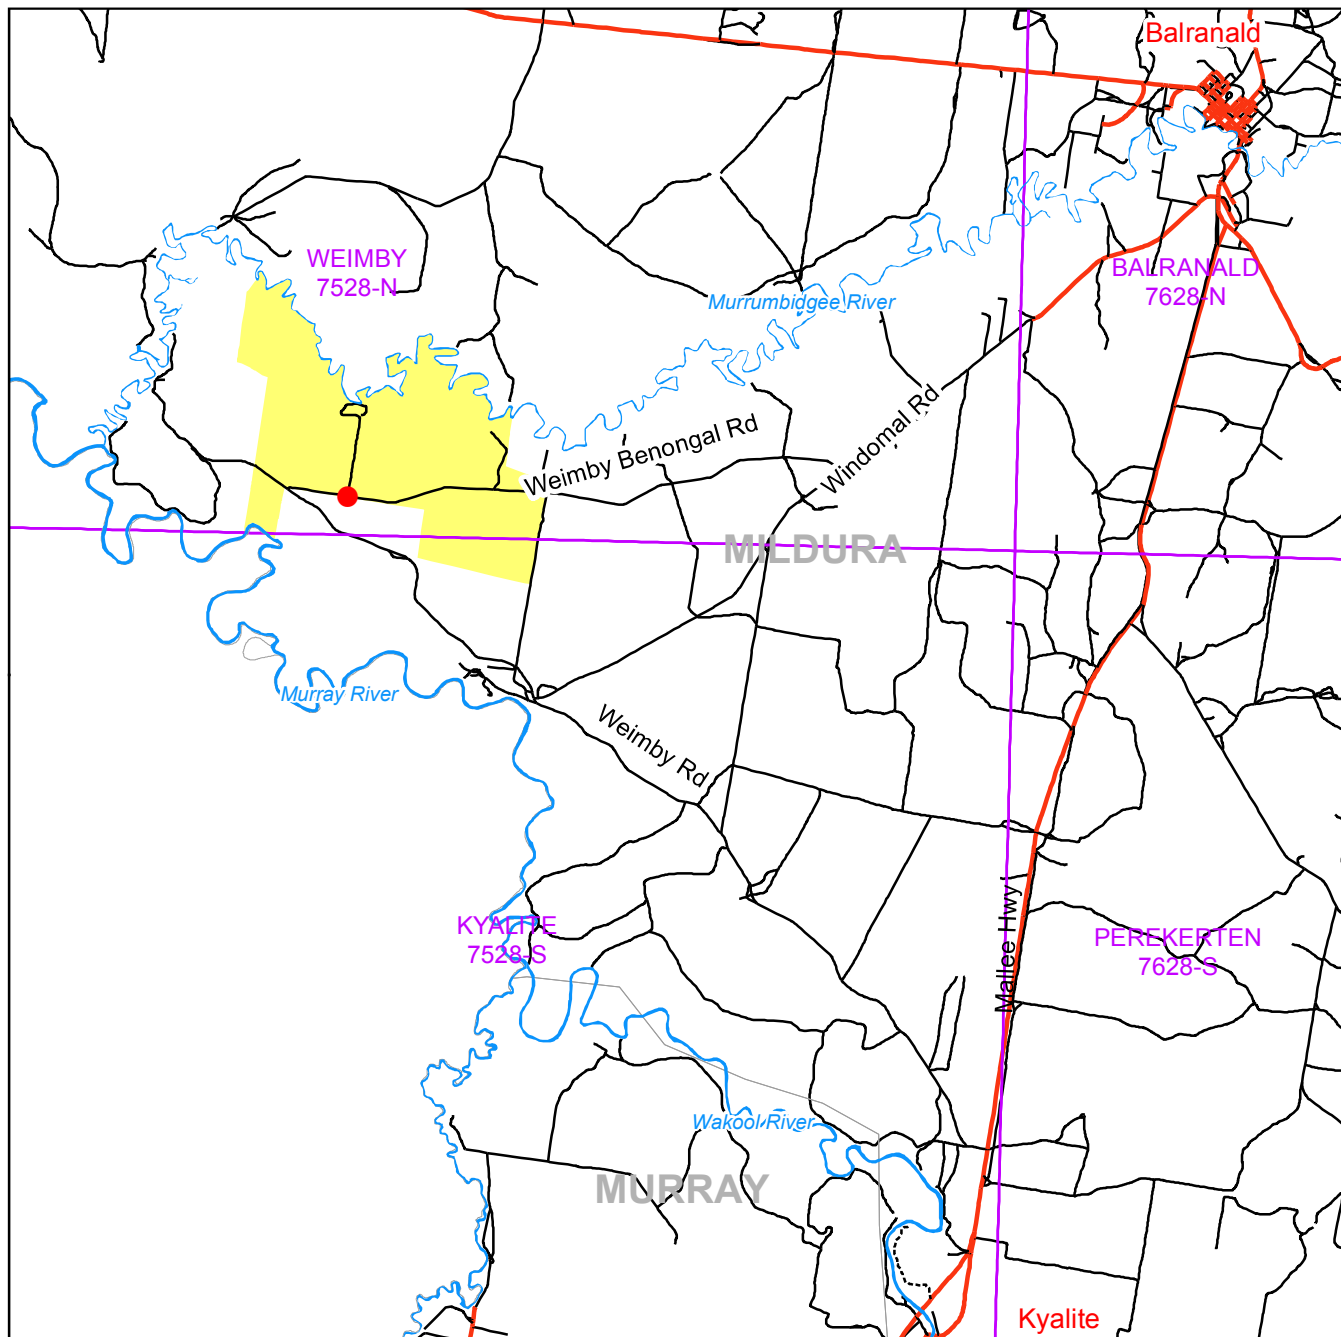 Balranald
WEIMBY
7528-N
BALRANALD
7628-N
Murrumbidgee River
Windomal Rd
Weimby Benongal Rd
MILDURA
Murray River
Weimby Rd
Mallee Hwy
KYALITE
7528-S
PEREKERTEN
7628-S
Wakool River
MURRAY
Kyalite